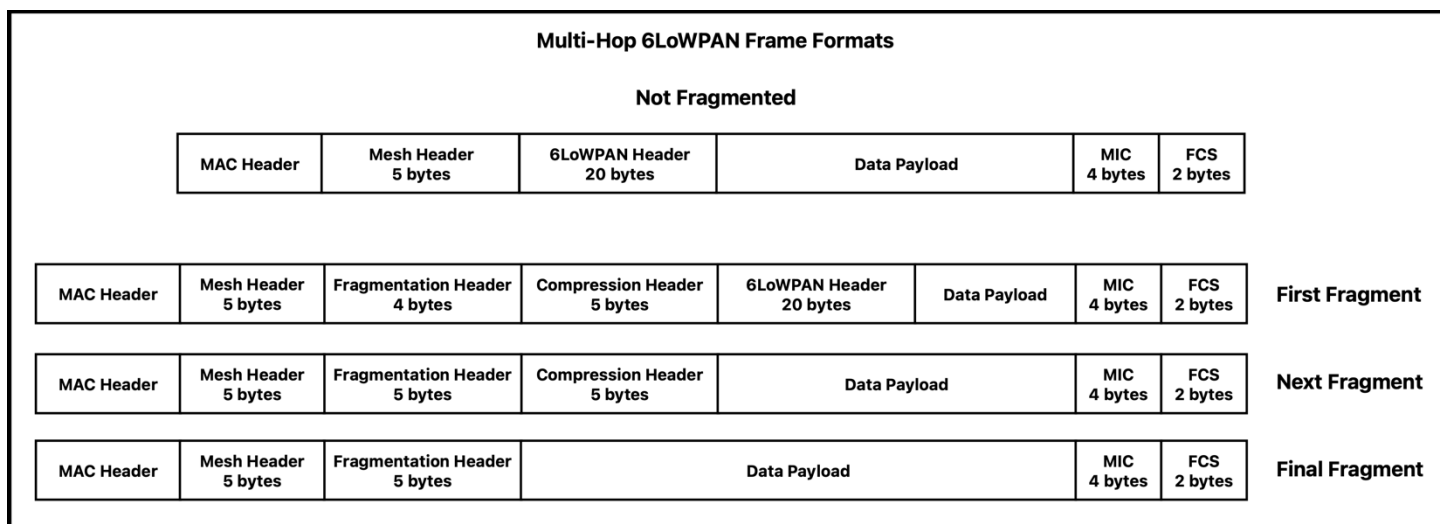 Multi-Hop 6LoWPAN Frame Formats
Not Fragmented
MAC Header
Mesh Header
5 bytes
6LoWPAN Header
20 bytes
Data Payload
MIC
4 bytes
FCS
2 bytes
MAC Header
Mesh Header
5 bytes
Fragmentation Header
4 bytes
Compression Header
5 bytes
6LoWPAN Header
20 bytes
Data Payload
MIC
4 bytes
FCS
2 bytes
First Fragment
MAC Header
Mesh Header
5 bytes
Fragmentation Header
5 bytes
Compression Header
5 bytes
Data Payload
MIC
4 bytes
FCS
2 bytes
Next Fragment
MAC Header
Mesh Header
5 bytes
Fragmentation Header
5 bytes
Data Payload
MIC
4 bytes
FCS
2 bytes
Final Fragment